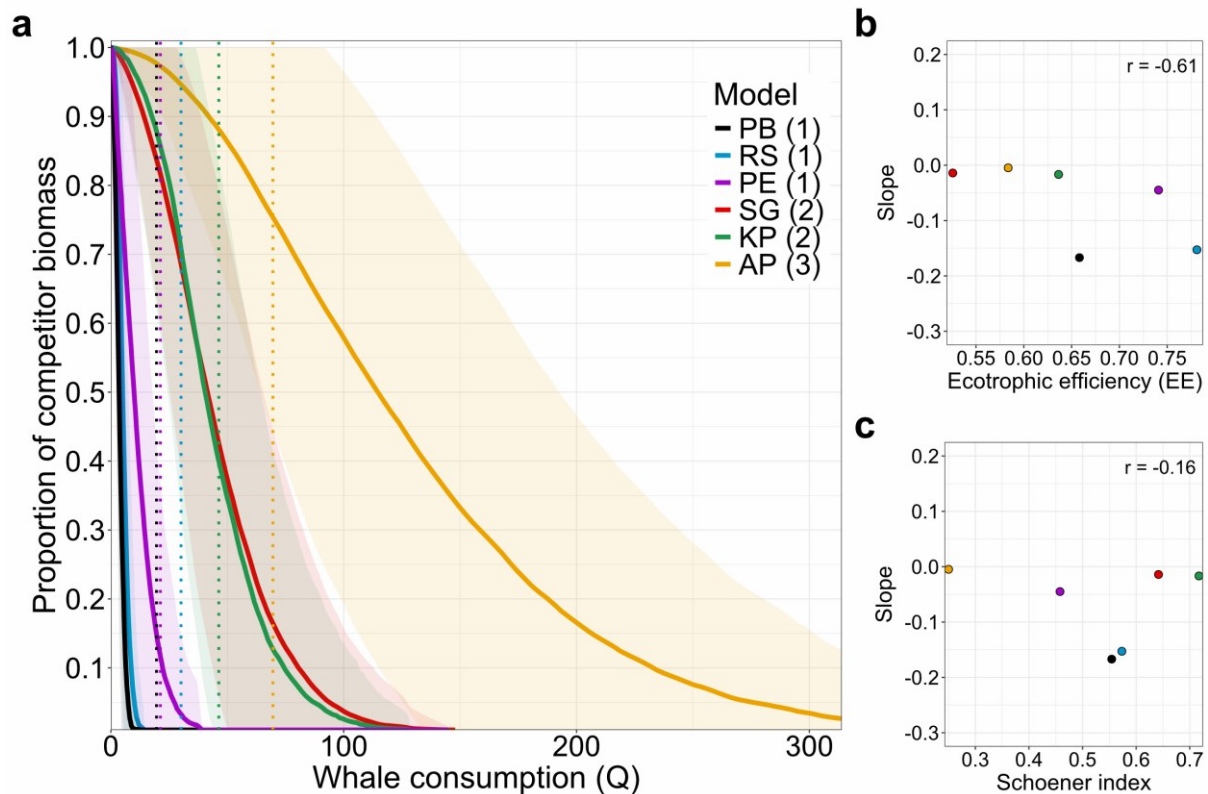 a
1.0
0.9
0.8
0.7
0.6
0.5
0.4
0.3
0.2
0.1
Proportion of competitor biomass
0
100
200
300
Whale consumption (Q)
Model
PB (1)
RS (1)
PE (1)
SG (2)
KP (2)
AP (3)
b
r = -0.61
0.2
0.1
0.0
-0.1
-0.2
-0.3
Slope
0.55 0.60 0.65 0.70 0.75
Ecotrophic efficiency (EE)
c
r = -0.16
0.2
0.1
0.0
-0.1
-0.2
-0.3
Slope
0.3 0.4 0.5 0.6 0.7
Schoener index